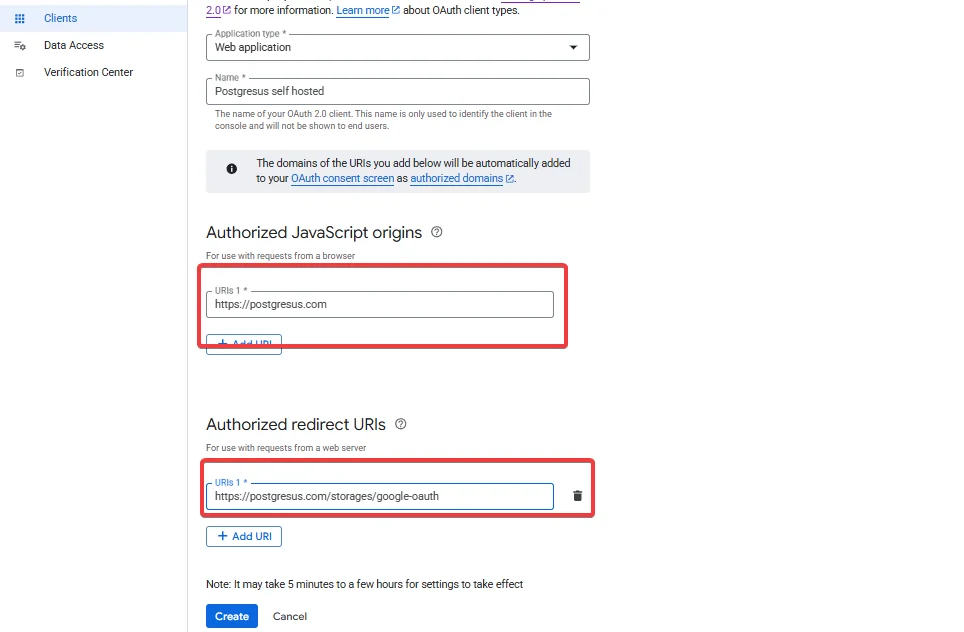 Clients
Data Access
Verification Center
2.0 for more information. Learn more about OAuth client types.
Application type *
Web application
Name *
Postgresus self hosted
The name of your OAuth 2.0 client. This name is only used to identify the client in the
console and will not be shown to end users.
The domains of the URIs you add below will be automatically added
to your OAuth consent screen as authorized domains.
Authorized JavaScript origins
For use with requests from a browser
URIs 1 *
https://postgresus.com
+ Add URI
Authorized redirect URIs
For use with requests from a web server
URIs 1 *
https://postgresus.com/storages/google-oauth
+ Add URI
Note: It may take 5 minutes to a few hours for settings to take effect
Create
Cancel